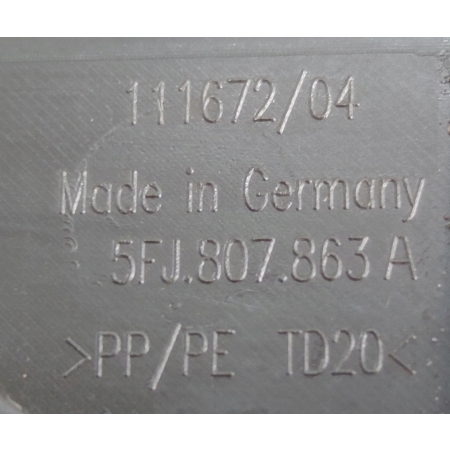 111672/04
Made in Germany
5FJ.807.863 A
>PP/PE TD20<